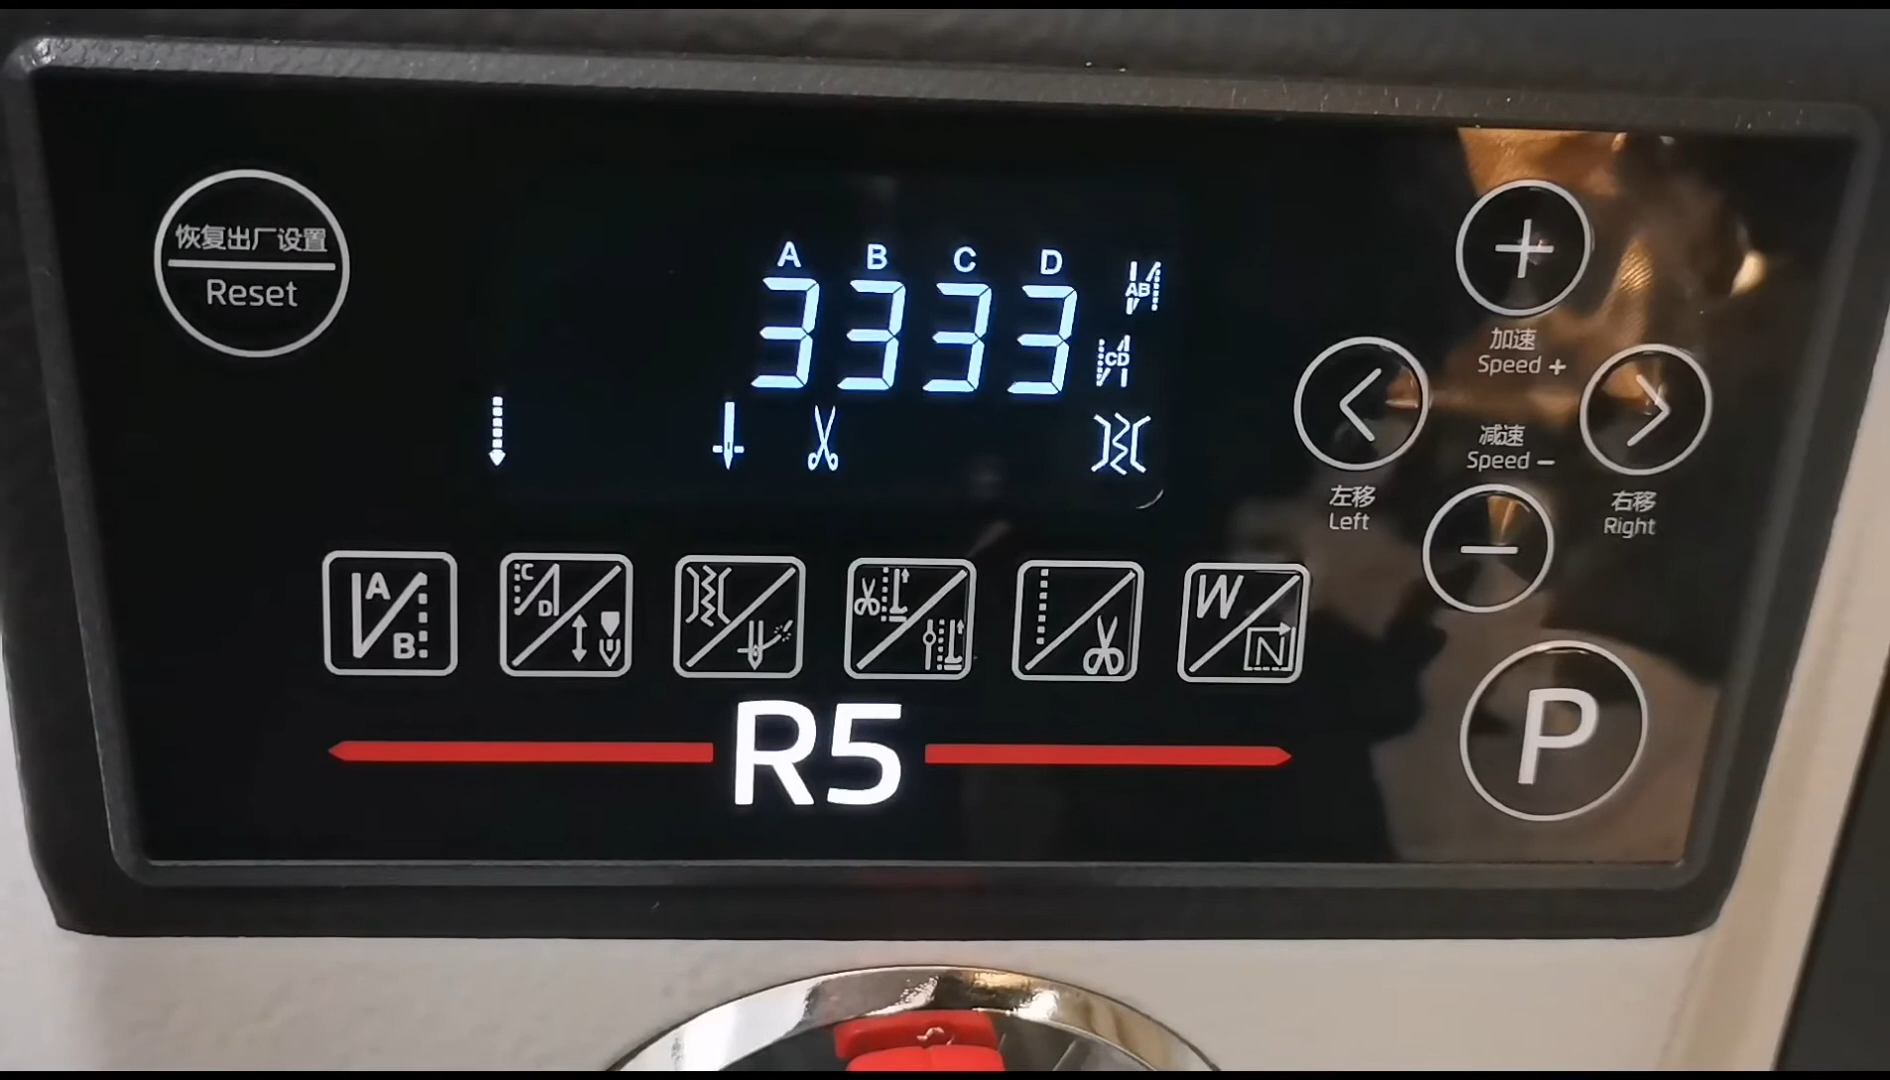 恢复出厂设置
Reset
A B C D
3333
AB
CD
加速
Speed +
减速
Speed −
左移
Left
右移
Right
A
B
C
D
W
N
R5
P